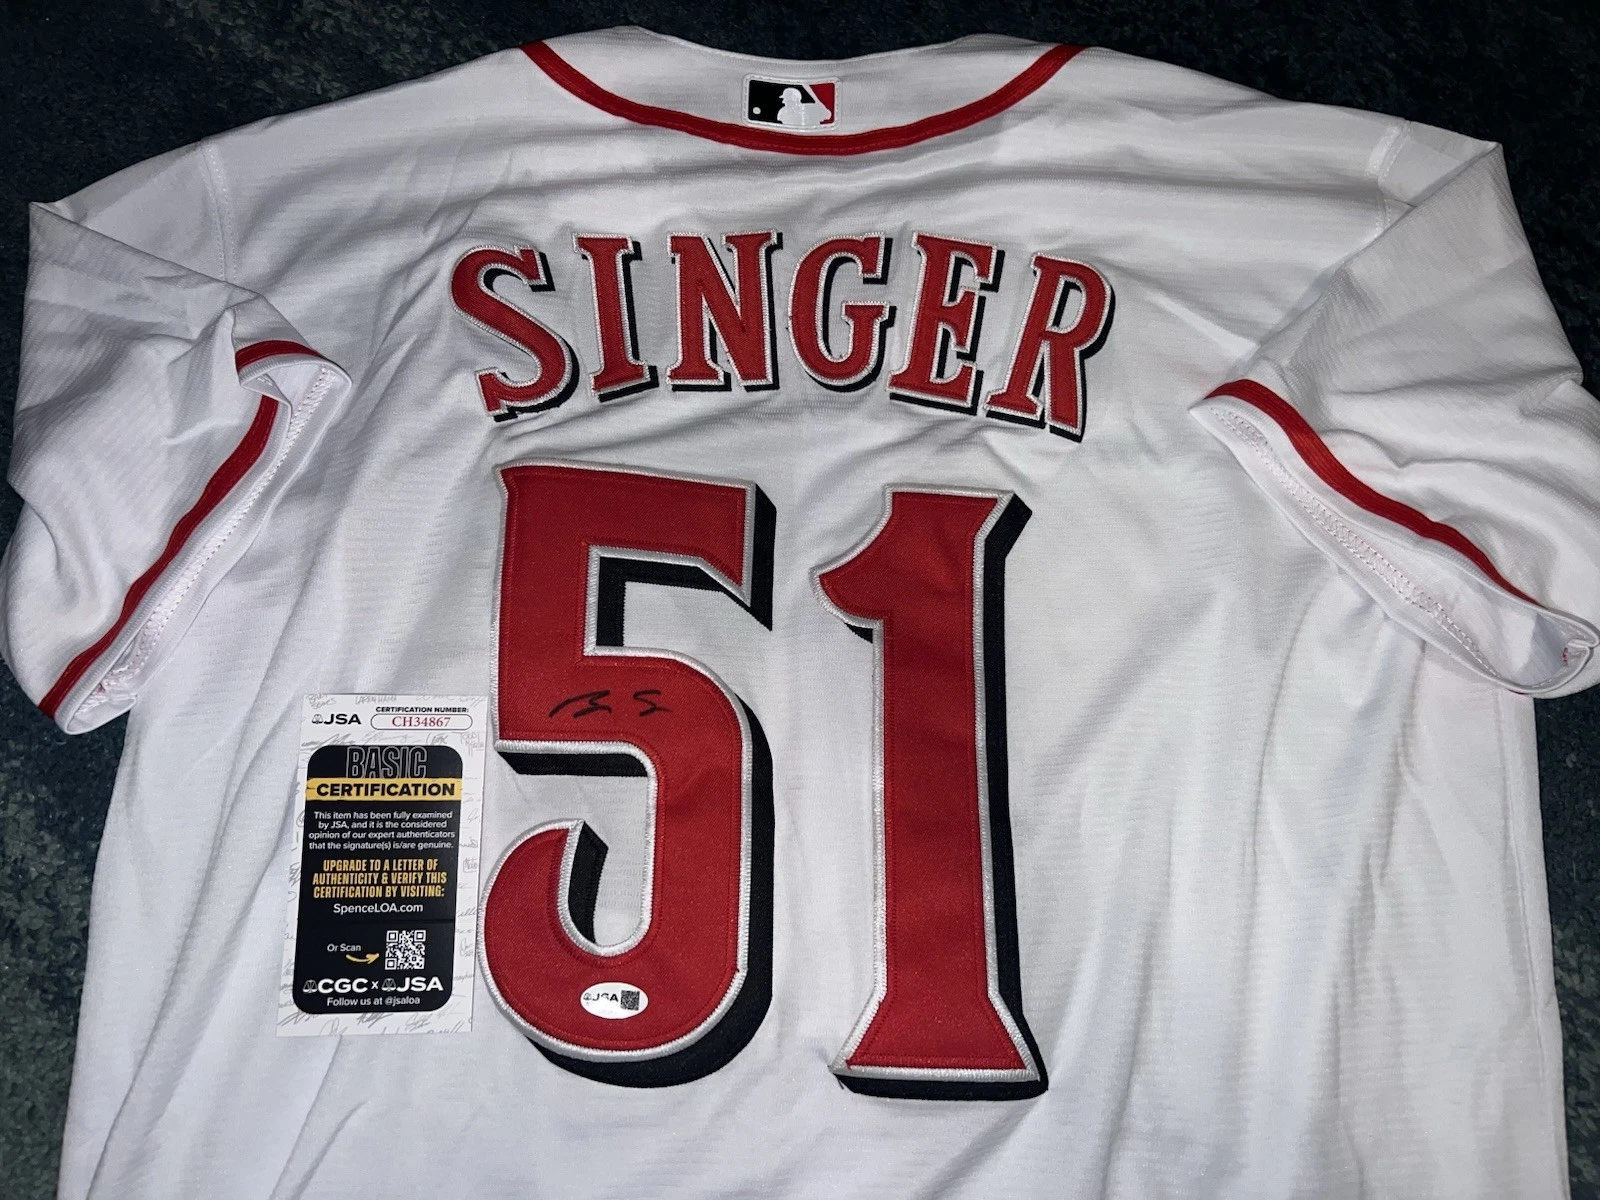 SINGER
51
JSA
CERTIFICATION NUMBER:
CH34867
BASIC
CERTIFICATION
This item has been fully examined
by JSA, and it is the considered
opinion of our expert authenticators
that the signature(s) is/are genuine.
UPGRADE TO A LETTER OF
AUTHENTICITY & VERIFY THIS
CERTIFICATION BY VISITING:
SpenceLOA.com
Or Scan
CGC x JSA
Follow us at @jsaloa
JSA